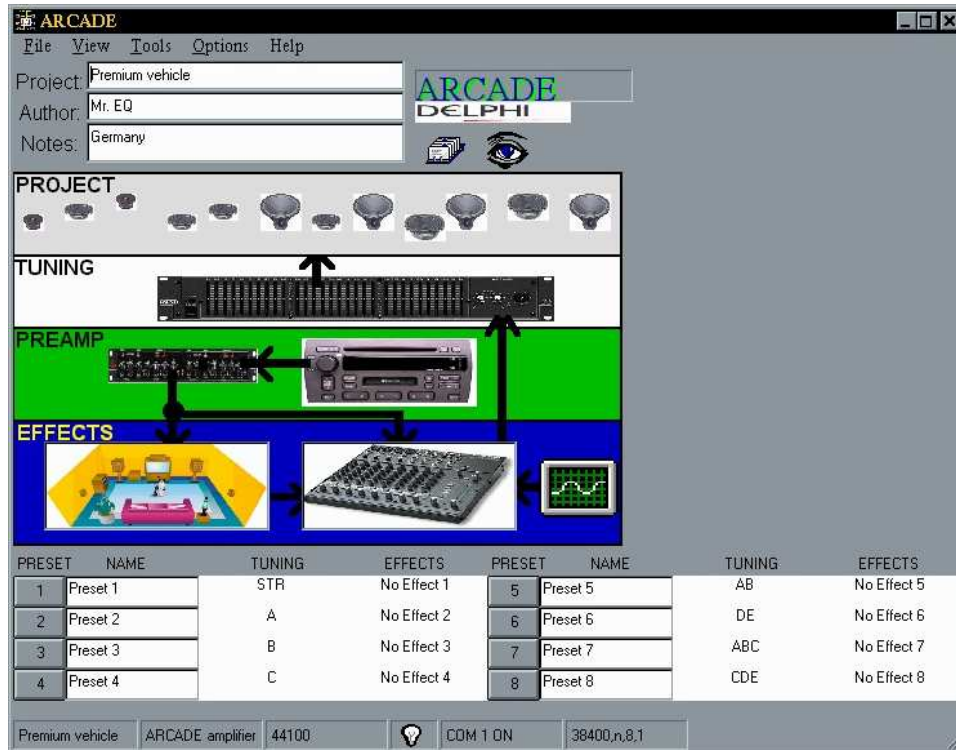 ARCADE
File View Tools Options Help
Project: Premium vehicle
Author: Mr. EQ
Notes: Germany
ARCADE
DELPHI
PROJECT
TUNING
PREAMP
EFFECTS
PRESET NAME TUNING EFFECTS PRESET NAME TUNING EFFECTS
1 Preset 1 STR No Effect 1 5 Preset 5 AB No Effect 5
2 Preset 2 A No Effect 2 6 Preset 6 DE No Effect 6
3 Preset 3 B No Effect 3 7 Preset 7 ABC No Effect 7
4 Preset 4 C No Effect 4 8 Preset 8 CDE No Effect 8
Premium vehicle ARCADE amplifier 44100 COM 1 ON 38400,n,8,1